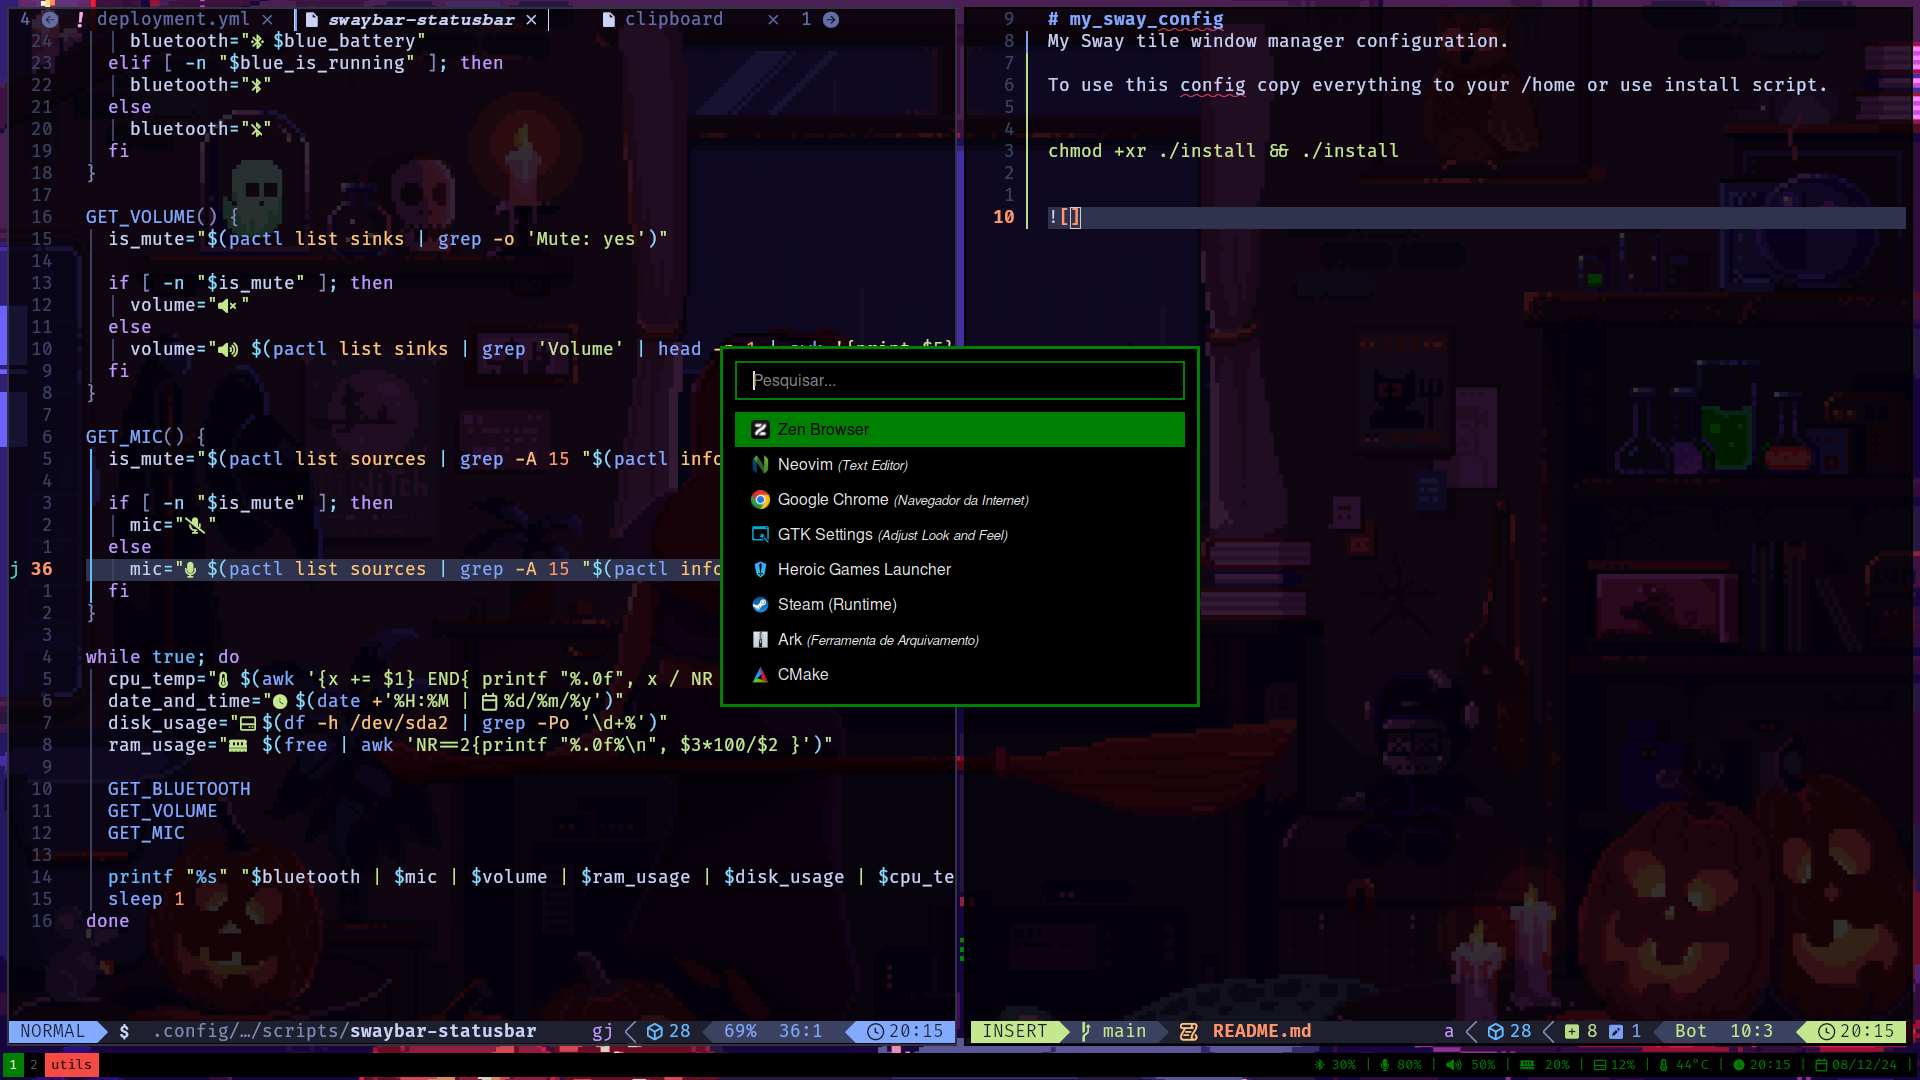 4 deployment.yml × swaybar-statusbar × clipboard × 1
24 bluetooth=" $blue_battery"
23 elif [ -n "$blue_is_running" ]; then
22 bluetooth=""
21 else
20 bluetooth=""
19 fi
18 }
17
16 GET_VOLUME() {
15 is_mute="$(pactl list sinks | grep -o 'Mute: yes')"
14
13 if [ -n "$is_mute" ]; then
12 volume=""
11 else
10 volume=" $(pactl list sinks | grep 'Volume' | head
9 fi
8 }
7
6 GET_MIC() {
5 is_mute="$(pactl list sources | grep -A 15 "$(pactl info
4
3 if [ -n "$is_mute" ]; then
2 mic=""
1 else
j 36 mic=" $(pactl list sources | grep -A 15 "$(pactl info
1 fi
2 }
3
4 while true; do
5 cpu_temp=" $(awk '{x += $1} END{ printf "%.0f", x / NR
6 date_and_time=" $(date +'%H:%M | %d/%m/%y')"
7 disk_usage=" $(df -h /dev/sda2 | grep -Po '\d+%')"
8 ram_usage=" $(free | awk 'NR==2{printf "%.0f%\n", $3*100/$2 }')"
9
10 GET_BLUETOOTH
11 GET_VOLUME
12 GET_MIC
13
14 printf "%s" "$bluetooth | $mic | $volume | $ram_usage | $disk_usage | $cpu_te
15 sleep 1
16 done
NORMAL $ .config/…/scripts/swaybar-statusbar gj 28 69% 36:1 20:15
9 # my_sway_config
8 My Sway tile window manager configuration.
7
6 To use this config copy everything to your /home or use install script.
5
4
3 chmod +xr ./install && ./install
2
1
10 ![]
INSERT main README.md a 28 8 1 Bot 10:3 20:15
Pesquisar...
Zen Browser
Neovim (Text Editor)
Google Chrome (Navegador da Internet)
GTK Settings (Adjust Look and Feel)
Heroic Games Launcher
Steam (Runtime)
Ark (Ferramenta de Arquivamento)
CMake
1 2 utils 30% | 80% | 50% | 20% | 12% | 44°C | 20:15 | 08/12/24 |